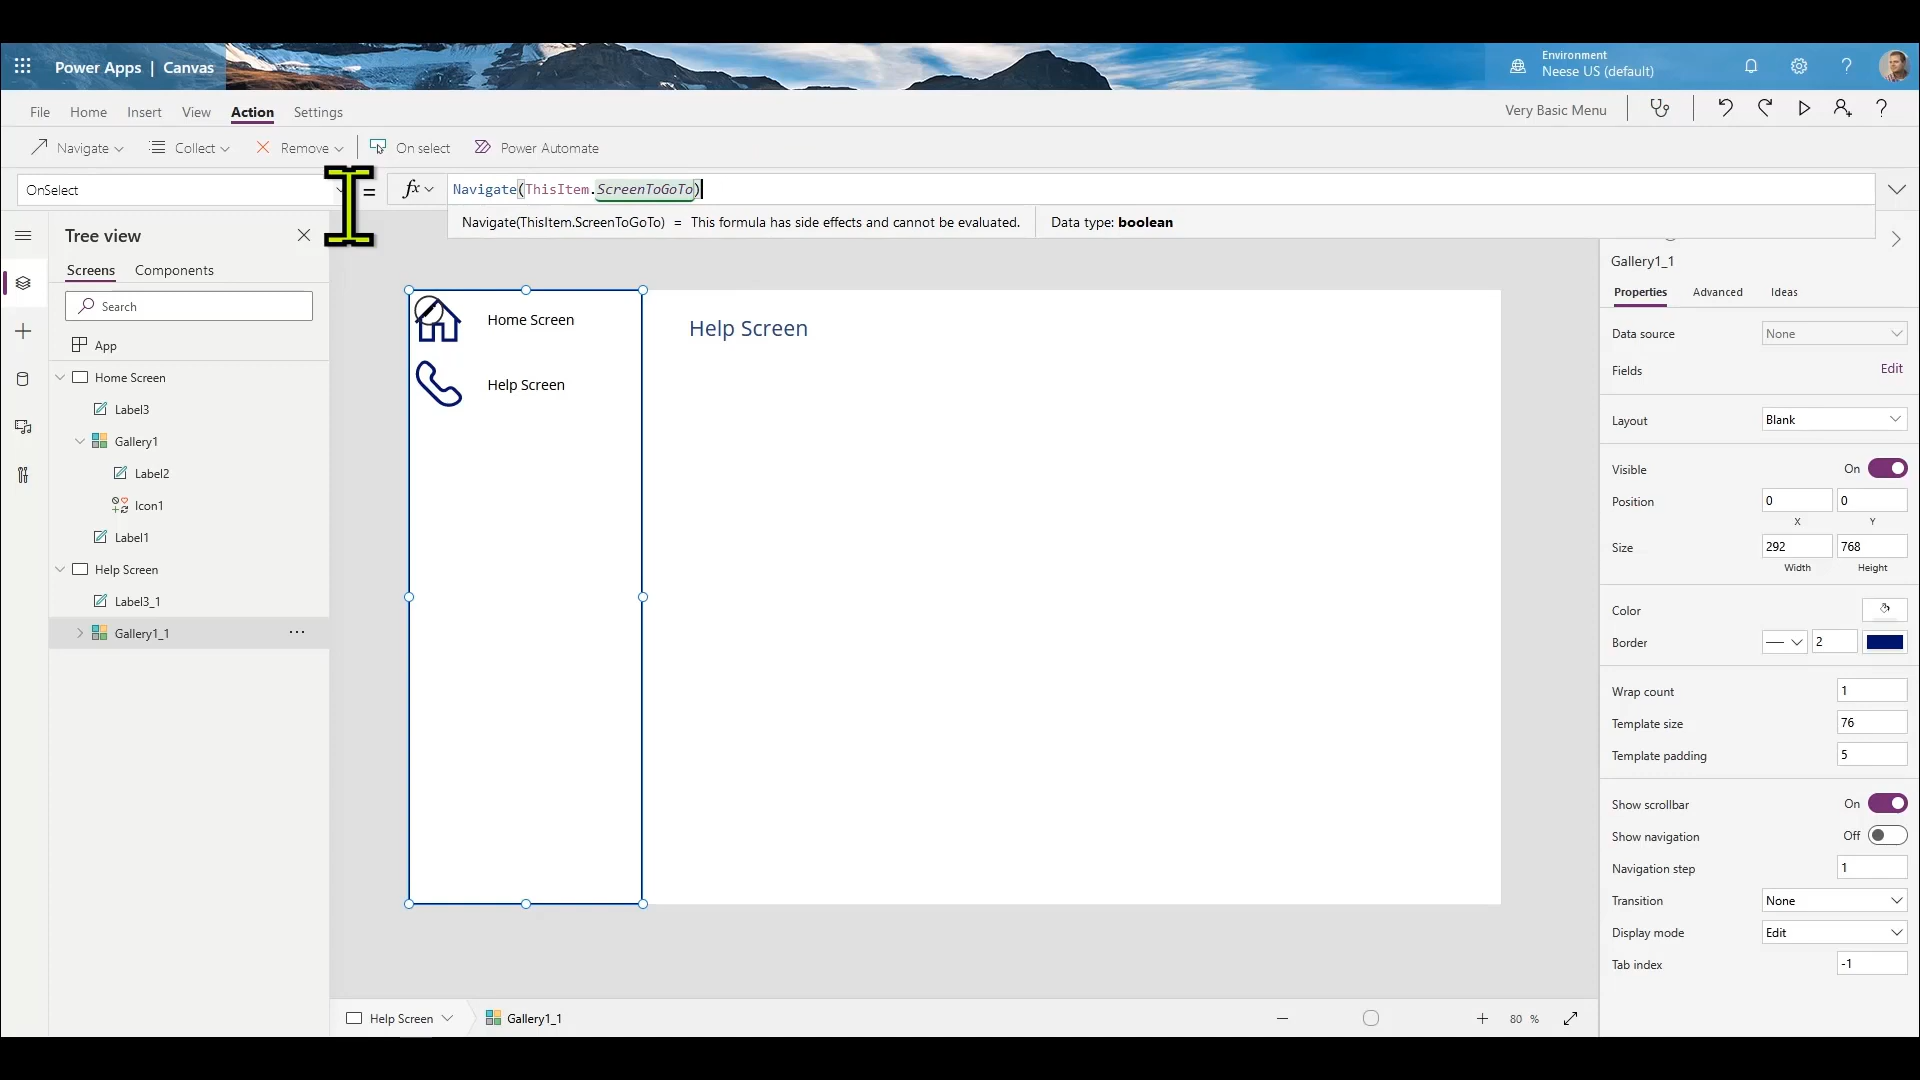 Power Apps | Canvas
Environment
Neese US (default)
File Home Insert View Action Settings
Very Basic Menu
Navigate Collect Remove On select Power Automate
OnSelect
= fx Navigate(ThisItem.ScreenToGoTo)
Navigate(ThisItem.ScreenToGoTo) = This formula has side effects and cannot be evaluated. Data type: boolean
Tree view
Screens Components
Search
App
Home Screen
Label3
Gallery1
Label2
Icon1
Label1
Help Screen
Label3_1
Gallery1_1
Home Screen
Help Screen
Help Screen
Gallery1_1
Properties Advanced Ideas
Data source None
Fields Edit
Layout Blank
Visible On
Position 0 0
X Y
Size 292 768
Width Height
Color
Border 2
Wrap count 1
Template size 76
Template padding 5
Show scrollbar On
Show navigation Off
Navigation step 1
Transition None
Display mode Edit
Tab index -1
Help Screen Gallery1_1
80 %